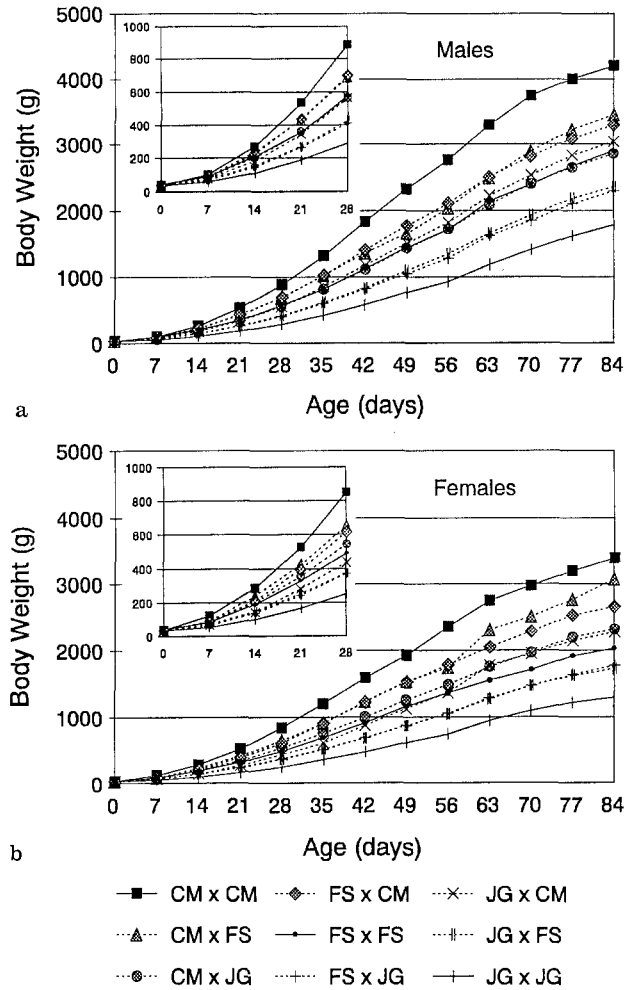 Males
Body Weight (g)
5000
4000
3000
2000
1000
0
1000
800
600
400
200
0
0 7 14 21 28
0 7 14 21 28 35 42 49 56 63 70 77 84
a
Age (days)
Females
Body Weight (g)
5000
4000
3000
2000
1000
0
1000
800
600
400
200
0
0 7 14 21 28
0 7 14 21 28 35 42 49 56 63 70 77 84
b
Age (days)
CM x CM FS x CM JG x CM
CM x FS FS x FS JG x FS
CM x JG FS x JG JG x JG